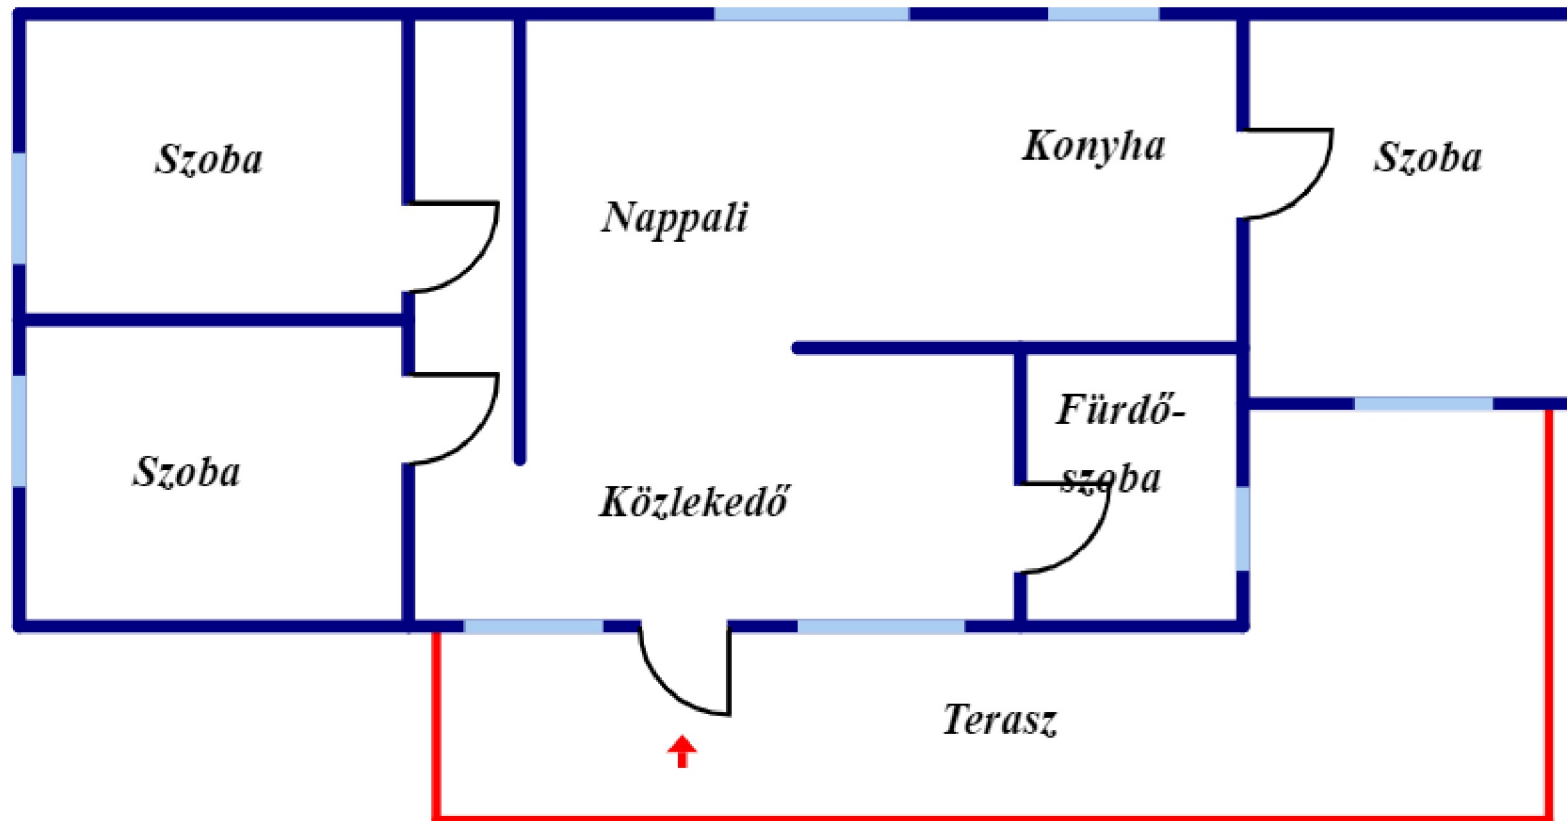 Szoba
Konyha
Szoba
Nappali
Fürdő-
szoba
Szoba
Közlekedő
Terasz